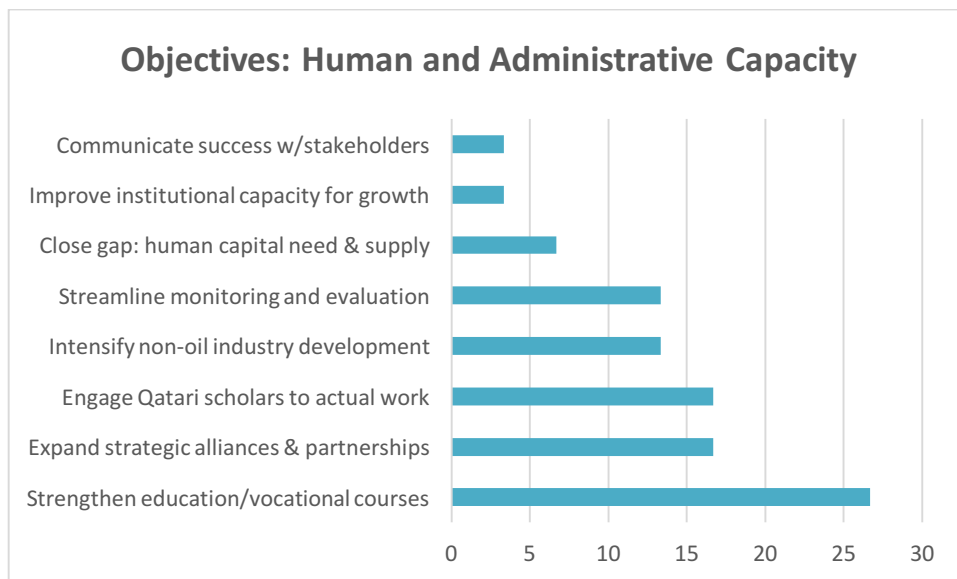 Objectives: Human and Administrative Capacity
Communicate success w/stakeholders
Improve institutional capacity for growth
Close gap: human capital need & supply
Streamline monitoring and evaluation
Intensify non-oil industry development
Engage Qatari scholars to actual work
Expand strategic alliances & partnerships
Strengthen education/vocational courses
0 5 10 15 20 25 30